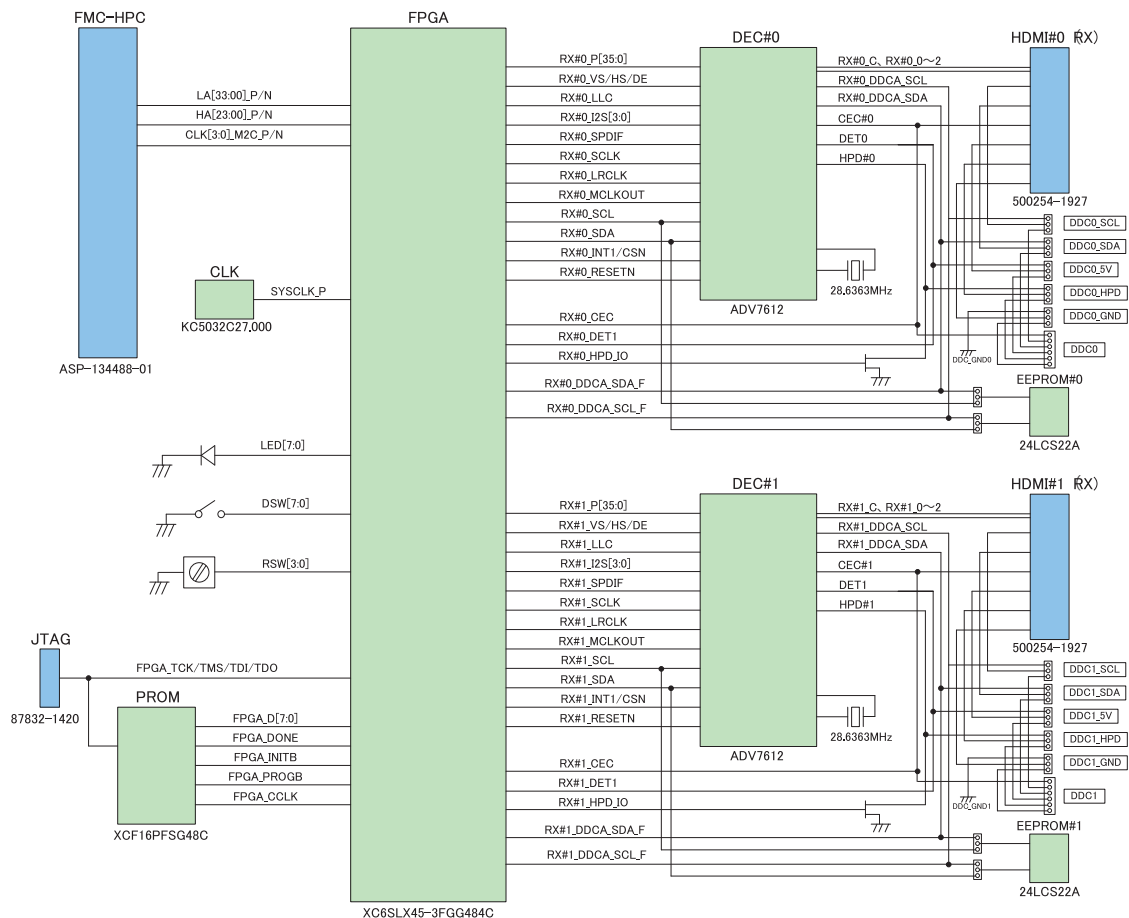 FMC-HPC
LA[33:00]_P/N
HA[23:00]_P/N
CLK[3:0]_M2C_P/N
ASP-134488-01
CLK
SYSCLK_P
KC5032C27.000
LED[7:0]
DSW[7:0]
RSW[3:0]
JTAG
FPGA_TCK/TMS/TDI/TDO
87832-1420
PROM
FPGA_D[7:0]
FPGA_DONE
FPGA_INITB
FPGA_PROGB
FPGA_CCLK
XCF16PFSG48C
FPGA
XC6SLX45-3FGG484C
RX#0_P[35:0]
RX#0_VS/HS/DE
RX#0_LLC
RX#0_I2S[3:0]
RX#0_SPDIF
RX#0_SCLK
RX#0_LRCLK
RX#0_MCLKOUT
RX#0_SCL
RX#0_SDA
RX#0_INT1/CSN
RX#0_RESETN
RX#0_CEC
RX#0_DET1
RX#0_HPD_IO
RX#0_DDCA_SDA_F
RX#0_DDCA_SCL_F
DEC#0
ADV7612
RX#0_C、RX#0_0～2
RX#0_DDCA_SCL
RX#0_DDCA_SDA
CEC#0
DET0
HPD#0
28.6363MHz
HDMI#0 (RX)
500254-1927
DDC0_SCL
DDC0_SDA
DDC0_5V
DDC0_HPD
DDC0_GND
DDC0
DDC_GND0
EEPROM#0
24LCS22A
RX#1_P[35:0]
RX#1_VS/HS/DE
RX#1_LLC
RX#1_I2S[3:0]
RX#1_SPDIF
RX#1_SCLK
RX#1_LRCLK
RX#1_MCLKOUT
RX#1_SCL
RX#1_SDA
RX#1_INT1/CSN
RX#1_RESETN
RX#1_CEC
RX#1_DET1
RX#1_HPD_IO
RX#1_DDCA_SDA_F
RX#1_DDCA_SCL_F
DEC#1
ADV7612
RX#1_C、RX#1_0～2
RX#1_DDCA_SCL
RX#1_DDCA_SDA
CEC#1
DET1
HPD#1
28.6363MHz
HDMI#1 (RX)
500254-1927
DDC1_SCL
DDC1_SDA
DDC1_5V
DDC1_HPD
DDC1_GND
DDC1
DDC_GND1
EEPROM#1
24LCS22A